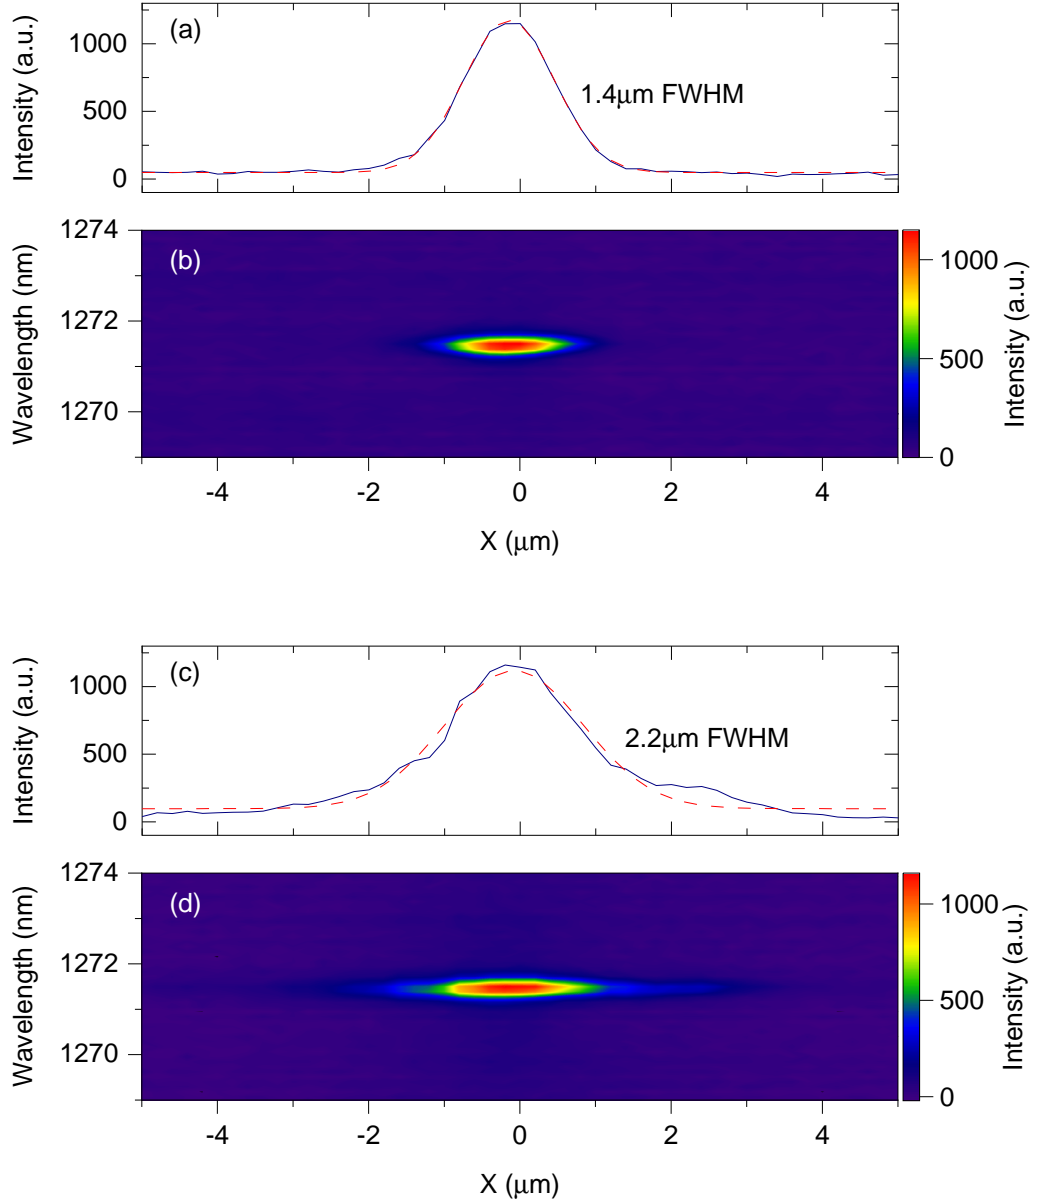 (a)
Intensity (a.u.)
1000
500
0
1.4μm FWHM
(b)
Wavelength (nm)
1274
1272
1270
-4 -2 0 2 4
X (μm)
1000
500
0
Intensity (a.u.)
(c)
Intensity (a.u.)
1000
500
0
2.2μm FWHM
(d)
Wavelength (nm)
1274
1272
1270
-4 -2 0 2 4
X (μm)
1000
500
0
Intensity (a.u.)